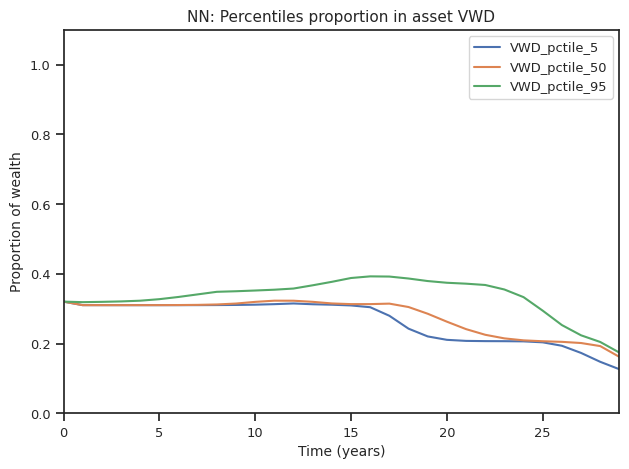 NN: Percentiles proportion in asset VWD
VWD_pctile_5
VWD_pctile_50
VWD_pctile_95
Proportion of wealth
1.0
0.8
0.6
0.4
0.2
0.0
0 5 10 15 20 25
Time (years)